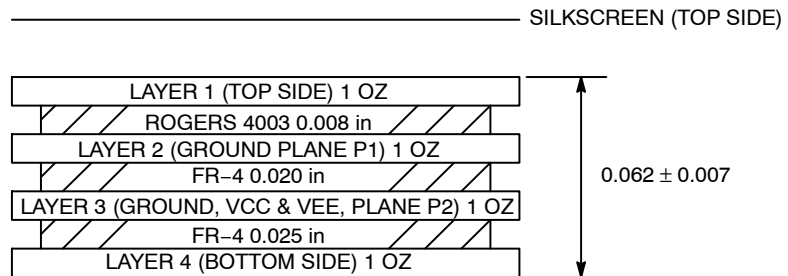 SILKSCREEN (TOP SIDE)
LAYER 1 (TOP SIDE) 1 OZ
ROGERS 4003 0.008 in
LAYER 2 (GROUND PLANE P1) 1 OZ
FR−4 0.020 in
0.062 ± 0.007
LAYER 3 (GROUND, VCC & VEE, PLANE P2) 1 OZ
FR−4 0.025 in
LAYER 4 (BOTTOM SIDE) 1 OZ